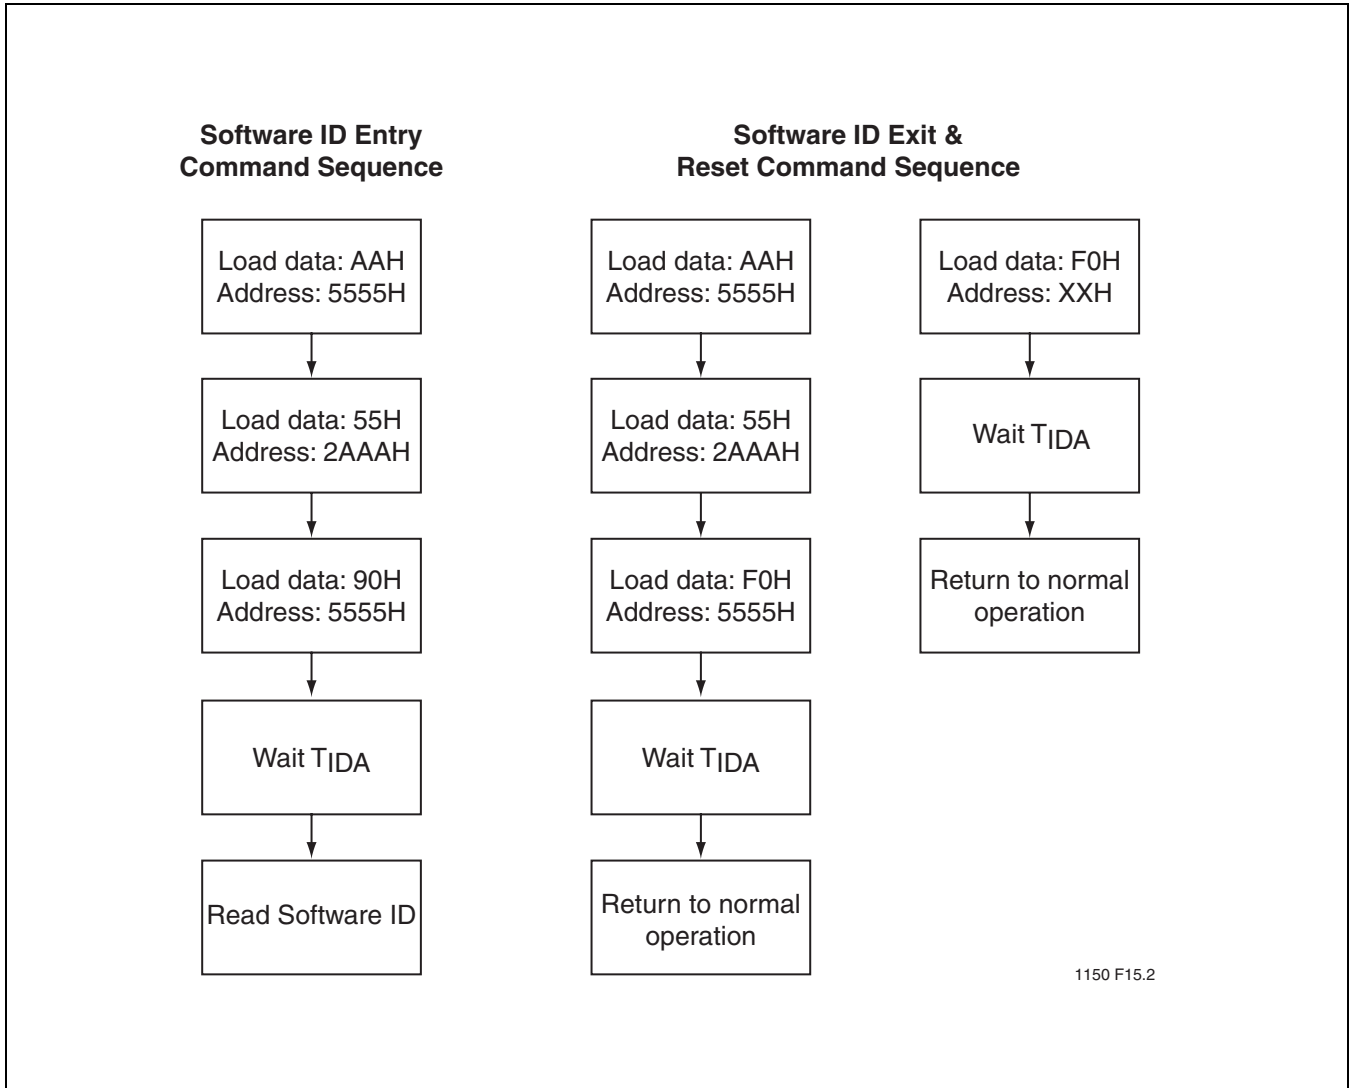 Software ID Entry
Command Sequence
Load data: AAH
Address: 5555H
Load data: 55H
Address: 2AAAH
Load data: 90H
Address: 5555H
Wait TIDA
Read Software ID
Software ID Exit &
Reset Command Sequence
Load data: AAH
Address: 5555H
Load data: 55H
Address: 2AAAH
Load data: F0H
Address: 5555H
Wait TIDA
Return to normal
operation
Load data: F0H
Address: XXH
Wait TIDA
Return to normal
operation
1150 F15.2